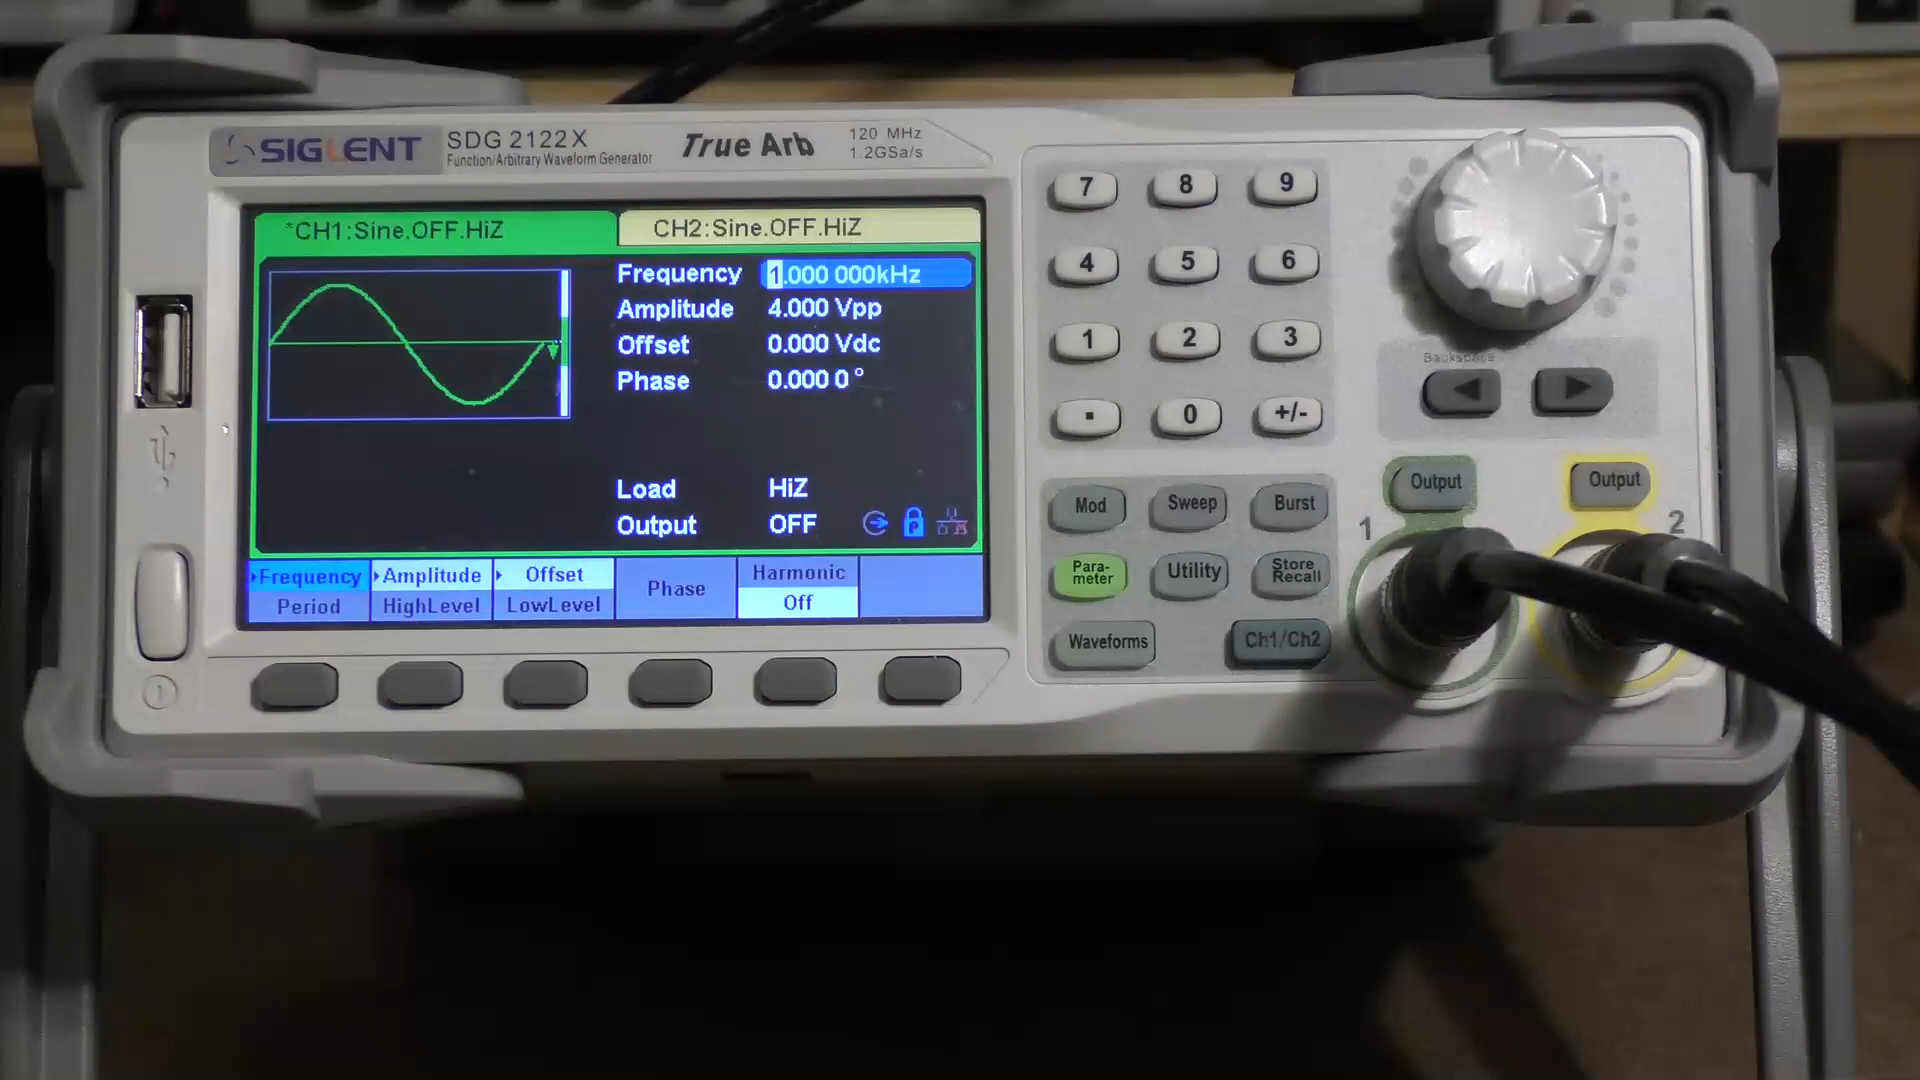 SIGLENT
SDG 2122X
Function/Arbitrary Waveform Generator
True Arb
120 MHz
1.2GSa/s
*CH1:Sine.OFF.HiZ
CH2:Sine.OFF.HiZ
Frequency 1.000 000kHz
Amplitude 4.000 Vpp
Offset 0.000 Vdc
Phase 0.000 0 °
Load HiZ
Output OFF
Frequency
Period
Amplitude
HighLevel
Offset
LowLevel
Phase
Harmonic
Off
7 8 9
4 5 6
1 2 3
. 0 +/-
Backspace
Mod Sweep Burst
Para-
meter
Utility
Store
Recall
Waveforms Ch1/Ch2
Output Output
1 2